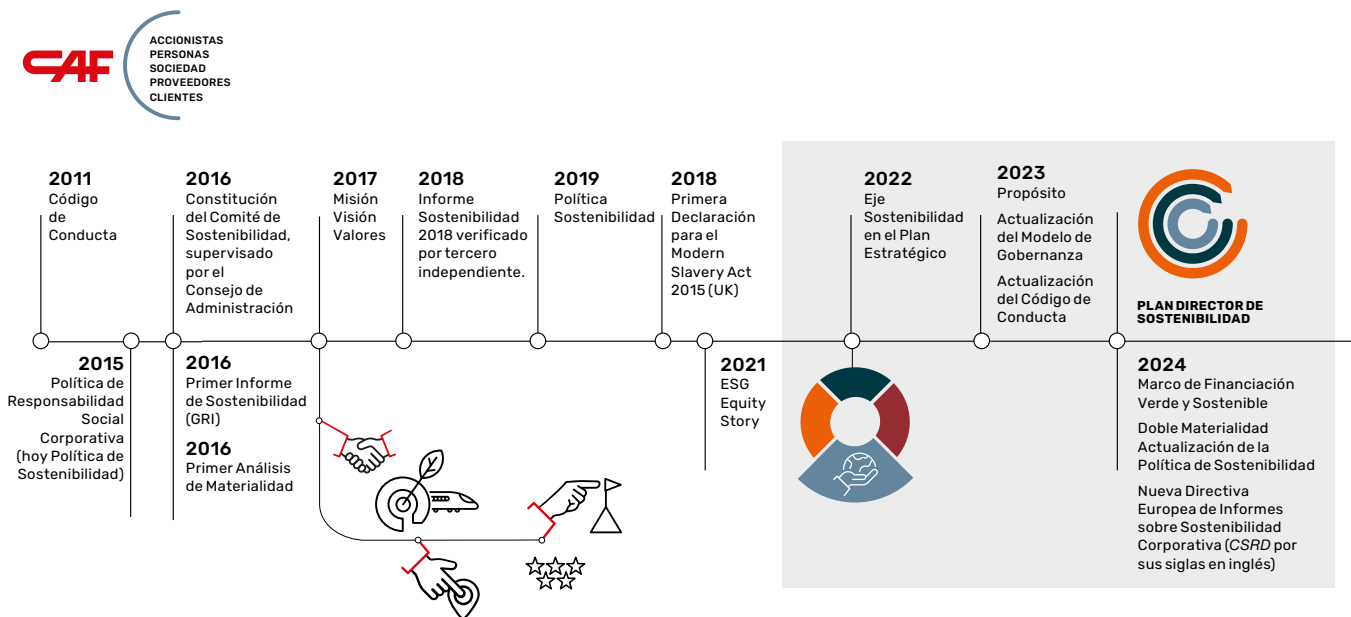 CAF
ACCIONISTAS
PERSONAS
SOCIEDAD
PROVEEDORES
CLIENTES
2011
Código
de
Conducta
2015
Política de
Responsabilidad
Social
Corporativa
(hoy Política de
Sostenibilidad)
2016
Constitución
del Comité de
Sostenibilidad,
supervisado
por el
Consejo de
Administración
2016
Primer Informe
de Sostenibilidad
(GRI)
2016
Primer Análisis
de Materialidad
2017
Misión
Visión
Valores
2018
Informe
Sostenibilidad
2018 verificado
por tercero
independiente.
2019
Política
Sostenibilidad
2018
Primera
Declaración
para el
Modern
Slavery Act
2015 (UK)
2021
ESG
Equity
Story
2022
Eje
Sostenibilidad
en el Plan
Estratégico
2023
Propósito
Actualización
del Modelo de
Gobernanza
Actualización
del Código de
Conducta
PLAN DIRECTOR DE
SOSTENIBILIDAD
2024
Marco de Financiación
Verde y Sostenible
Doble Materialidad
Actualización de la
Política de Sostenibilidad
Nueva Directiva
Europea de Informes
sobre Sostenibilidad
Corporativa (CSRD por
sus siglas en inglés)